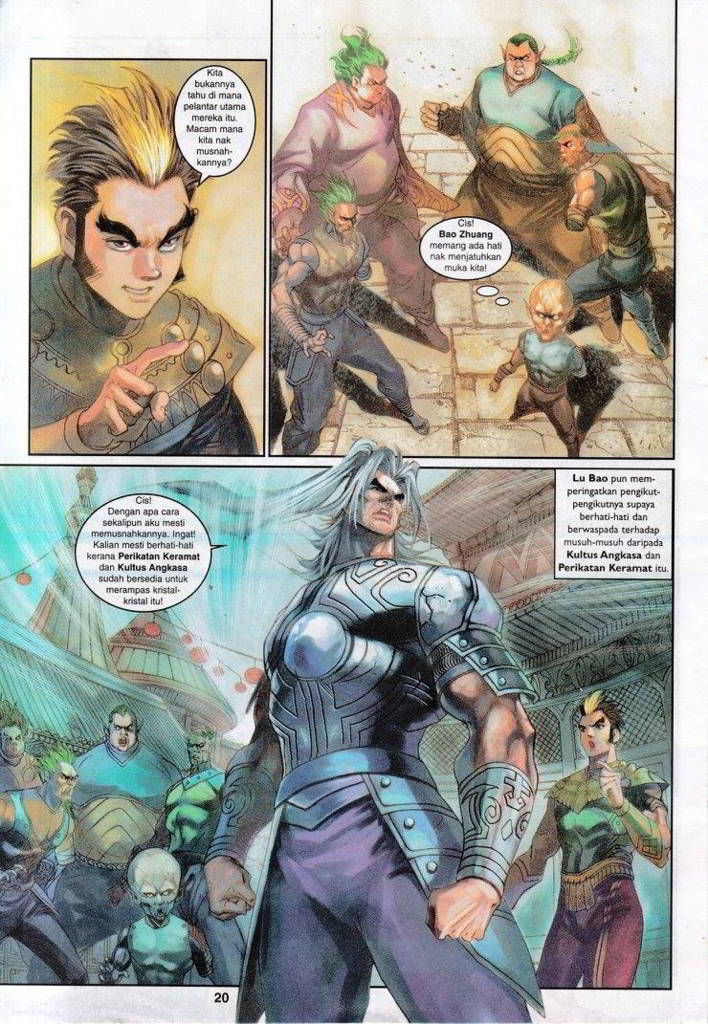 Kita
bukannya
tahu di mana
pelantar utama
mereka itu.
Macam mana
kita nak
musnah-
kannya?
Cis!
Bao Zhuang
memang ada hati
nak menjatuhkan
muka kita!
Cis!
Dengan apa cara
sekalipun aku mesti
memusnahkannya. Ingat!
Kalian mesti berhati-hati
kerana Perikatan Keramat
dan Kultus Angkasa
sudah bersedia untuk
merampas kristal-
kristal itu!
Lu Bao pun mem-
peringatkan pengikut-
pengikutnya supaya
berhati-hati dan
berwaspada terhadap
musuh-musuh daripada
Kultus Angkasa dan
Perikatan Keramat itu.
20